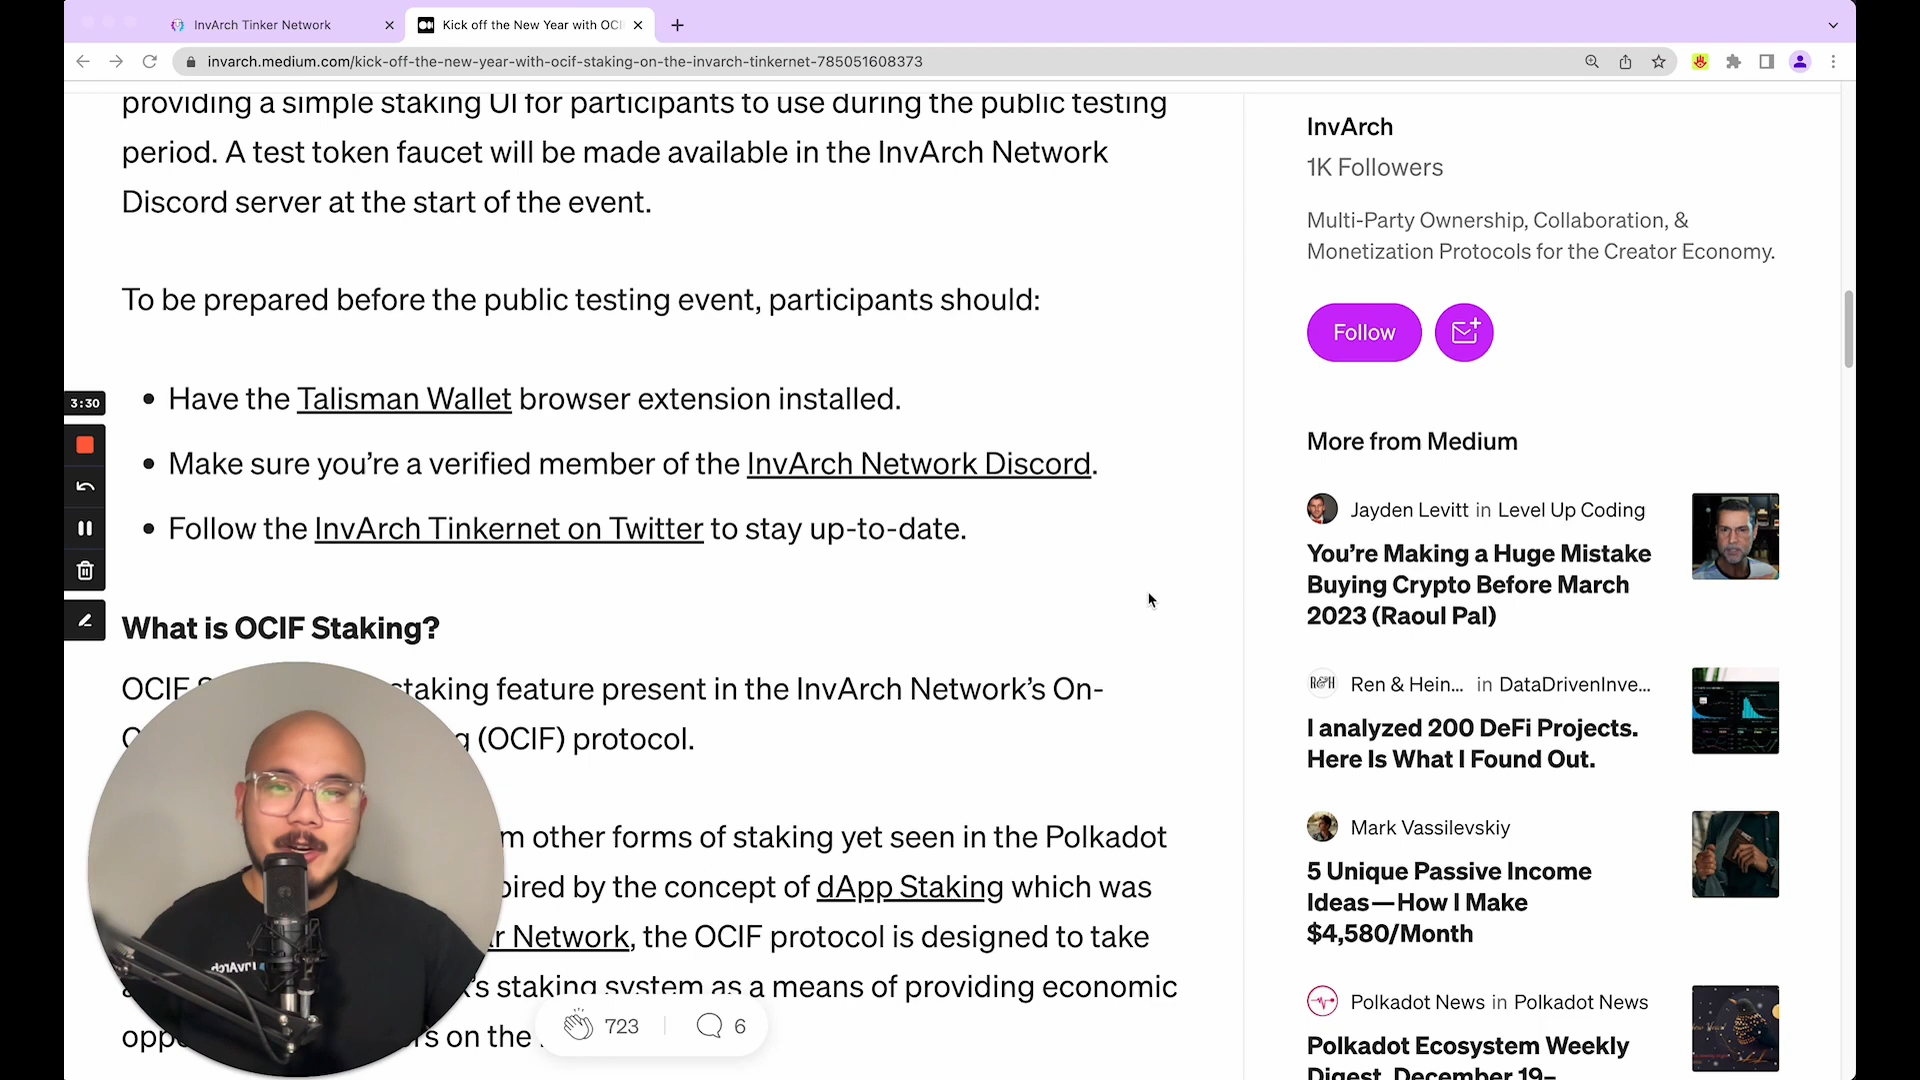 InvArch Tinker Network
Kick off the New Year with OCI
invarch.medium.com/kick-off-the-new-year-with-ocif-staking-on-the-invarch-tinkernet-785051608373
providing a simple staking UI for participants to use during the public testing
period. A test token faucet will be made available in the InvArch Network
Discord server at the start of the event.
To be prepared before the public testing event, participants should:
• Have the Talisman Wallet browser extension installed.
• Make sure you’re a verified member of the InvArch Network Discord.
• Follow the InvArch Tinkernet on Twitter to stay up-to-date.
3:30
What is OCIF Staking?
OCIF staking feature present in the InvArch Network’s On-
(OCIF) protocol.
other forms of staking yet seen in the Polkadot
by the concept of dApp Staking which was
Network, the OCIF protocol is designed to take
’s staking system as a means of providing economic
on the
723
6
InvArch
InvArch
1K Followers
Multi-Party Ownership, Collaboration, &
Monetization Protocols for the Creator Economy.
Follow
More from Medium
Jayden Levitt in Level Up Coding
You’re Making a Huge Mistake
Buying Crypto Before March
2023 (Raoul Pal)
R&H
Ren & Hein... in DataDrivenInve...
I analyzed 200 DeFi Projects.
Here Is What I Found Out.
Mark Vassilevskiy
5 Unique Passive Income
Ideas—How I Make
$4,580/Month
Polkadot News in Polkadot News
Polkadot Ecosystem Weekly
Digest, December 19–